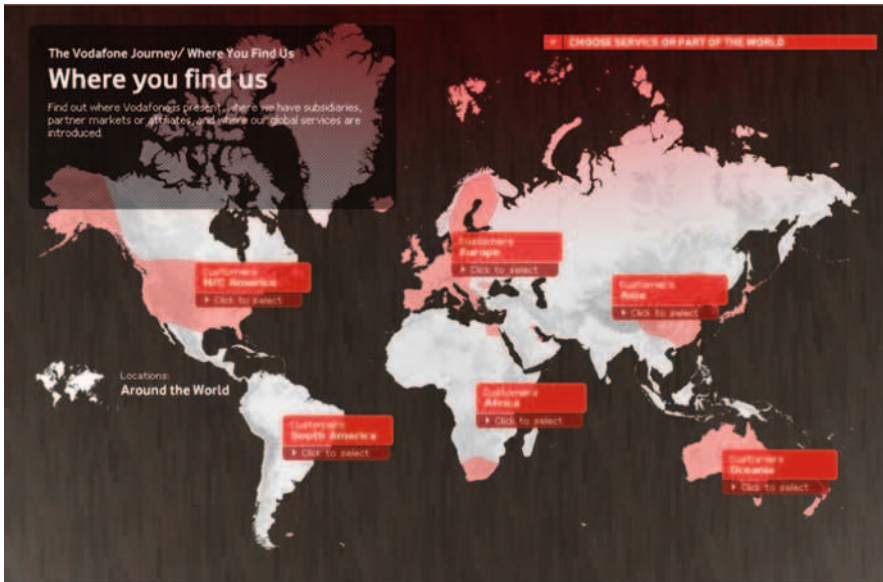 The Vodafone Journey/ Where You Find Us
Where you find us
Find out where Vodafone is present, where we have subsidiaries,
partner markets or affiliates, and where our global services are
introduced.
CHOOSE SERVICE OR PART OF THE WORLD
Customers
Europe
Click to select
Customers
N/C America
Click to select
Customers
Asia
Click to select
Locations:
Around the World
Customers
Africa
Click to select
Customers
South America
Click to select
Customers
Oceania
Click to select